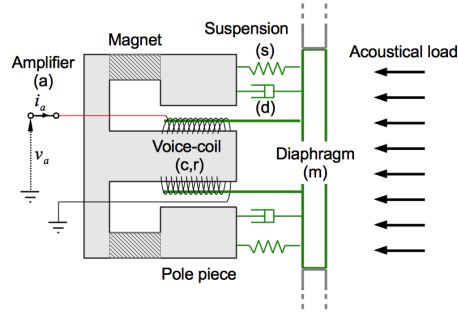 Suspension
(s)
Magnet
Acoustical load
Amplifier
(a)
i_a
(d)
Voice-coil
(c,r)
v_a
Diaphragm
(m)
Pole piece